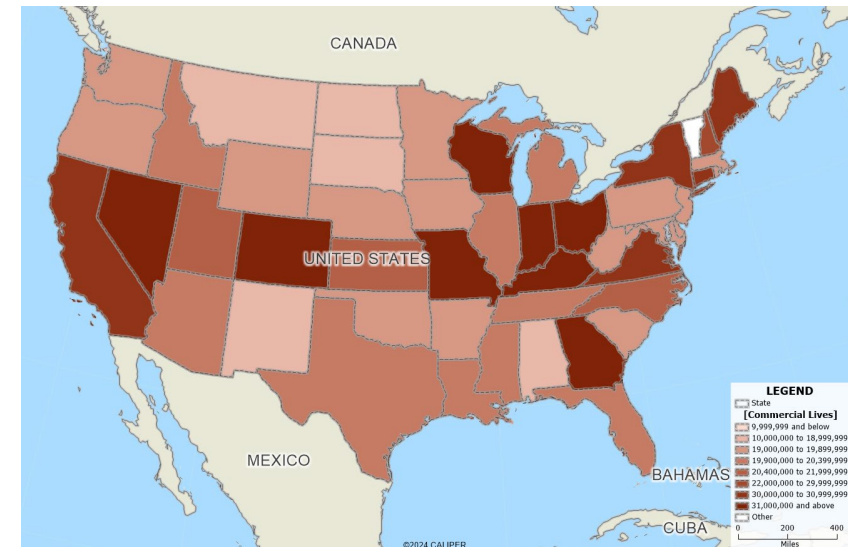 CANADA
UNITED STATES
MEXICO
BAHAMAS
CUBA
©2024 CALIPER
LEGEND
State
[Commercial Lives]
9,999,999 and below
10,000,000 to 18,999,999
19,000,000 to 19,899,999
19,900,000 to 20,399,999
20,400,000 to 21,999,999
22,000,000 to 29,999,999
30,000,000 to 30,999,999
31,000,000 and above
Other
0 200 400
Miles